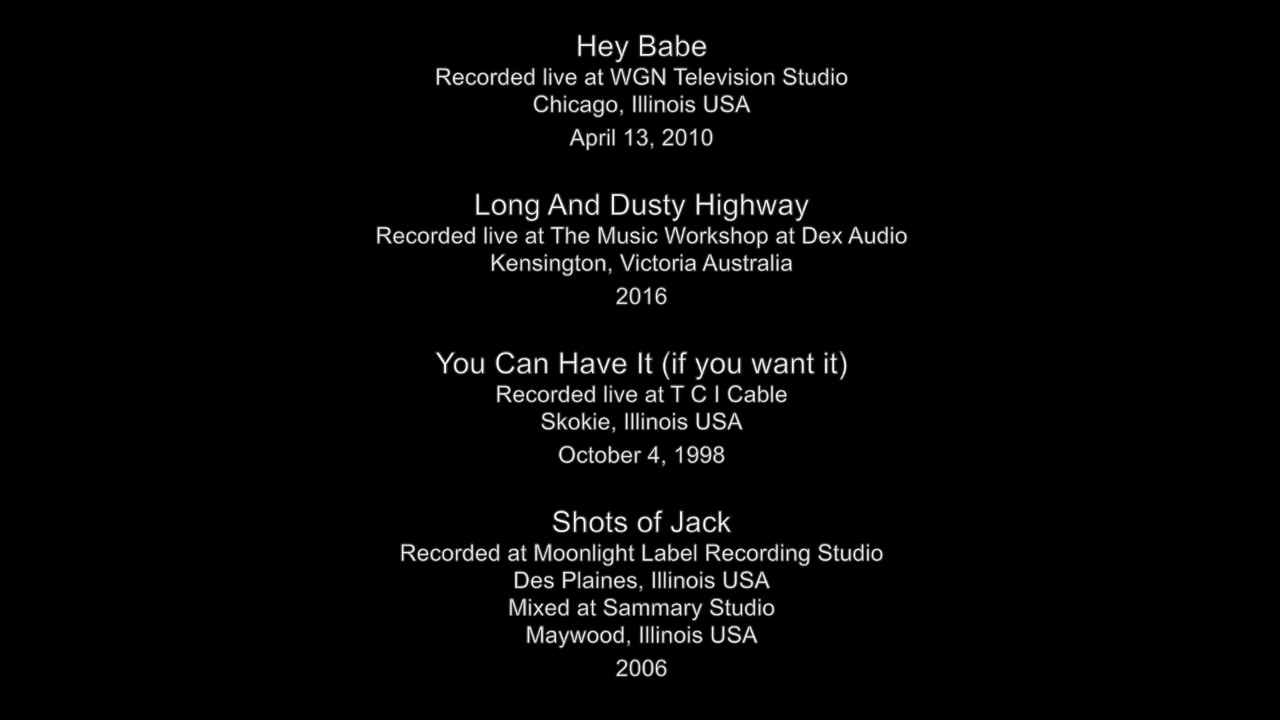 Hey Babe
Recorded live at WGN Television Studio
Chicago, Illinois USA
April 13, 2010
Long And Dusty Highway
Recorded live at The Music Workshop at Dex Audio
Kensington, Victoria Australia
2016
You Can Have It (if you want it)
Recorded live at T C I Cable
Skokie, Illinois USA
October 4, 1998
Shots of Jack
Recorded at Moonlight Label Recording Studio
Des Plaines, Illinois USA
Mixed at Sammary Studio
Maywood, Illinois USA
2006